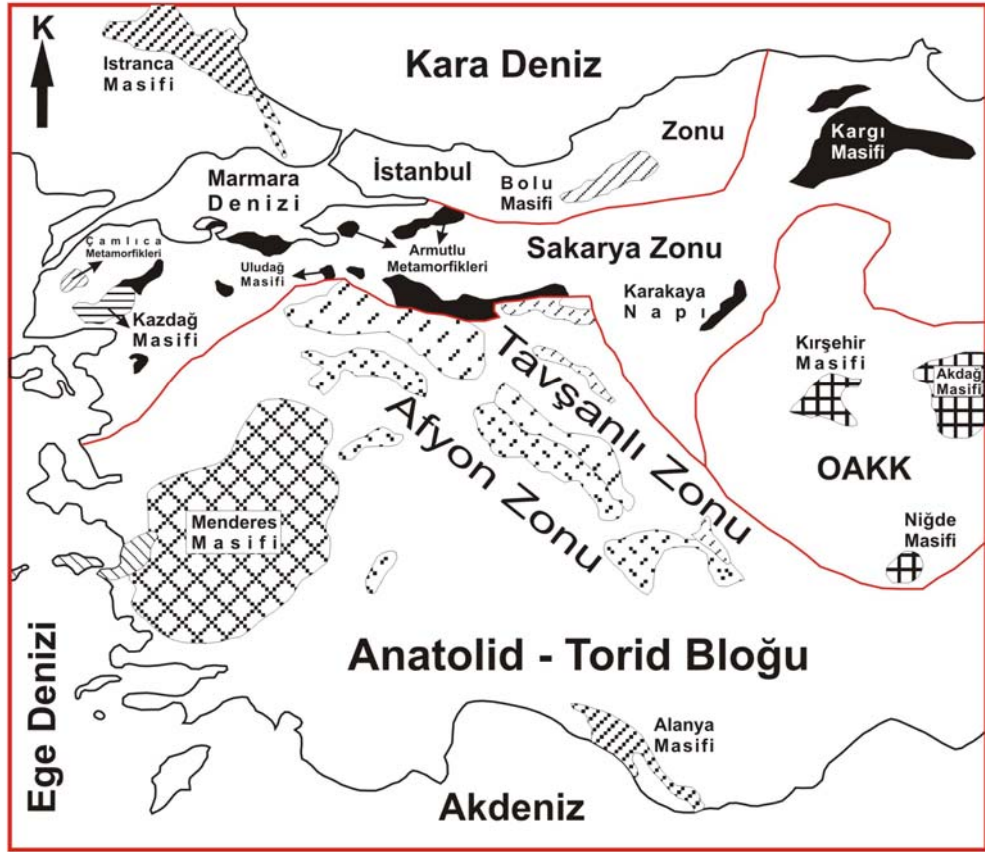 K
Istranca
Masifi
Kara Deniz
Zonu
Kargı
Masifi
İstanbul
Bolu
Masifi
Marmara
Denizi
Çamlıca
Metamorfikleri
Uludağ
Masifi
Armutlu
Metamorfikleri
Sakarya Zonu
Kazdağ
Masifi
Karakaya
Napı
Kırşehir
Masifi
Akdağ
Masifi
Tavşanlı Zonu
Afyon Zonu
OAKK
Menderes
Masifi
Niğde
Masifi
Anatolid - Torid Bloğu
Ege Denizi
Alanya
Masifi
Akdeniz